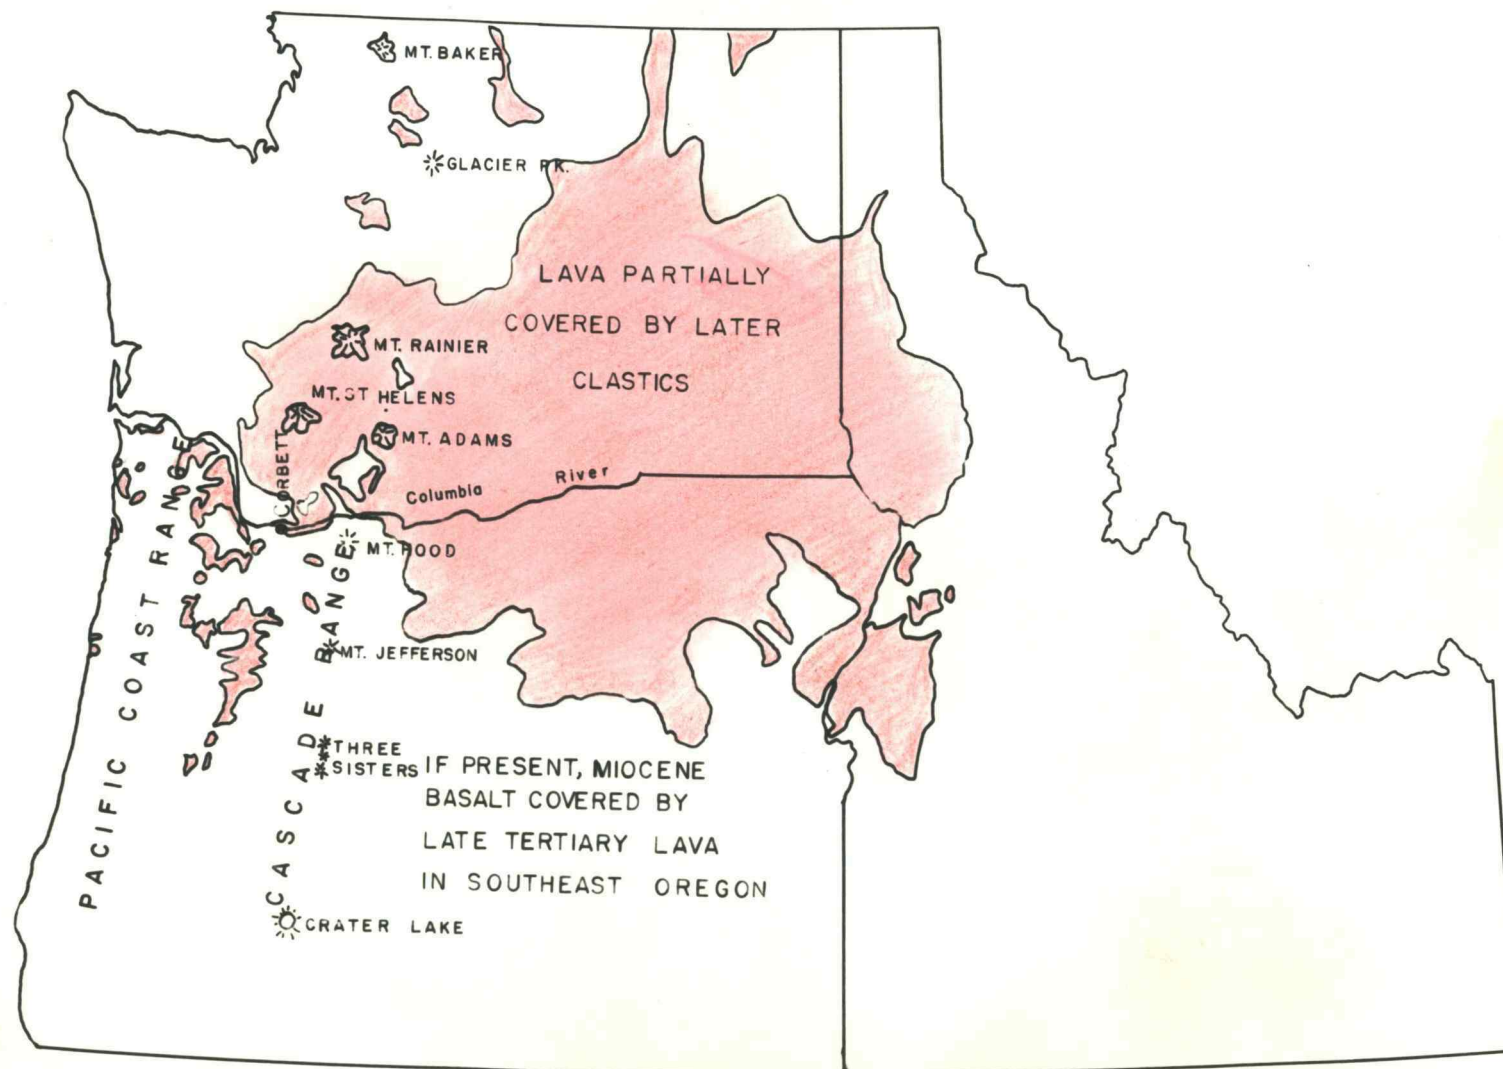 MT. BAKER
GLACIER PK.
LAVA PARTIALLY
COVERED BY LATER
CLASTICS
MT. RAINIER
MT. ST HELENS
MT. ADAMS
CORBETT
Columbia River
MT. HOOD
MT. JEFFERSON
PACIFIC COAST RANGE
CASCADE RANGE
THREE
SISTERS
IF PRESENT, MIOCENE
BASALT COVERED BY
LATE TERTIARY LAVA
IN SOUTHEAST OREGON
CRATER LAKE